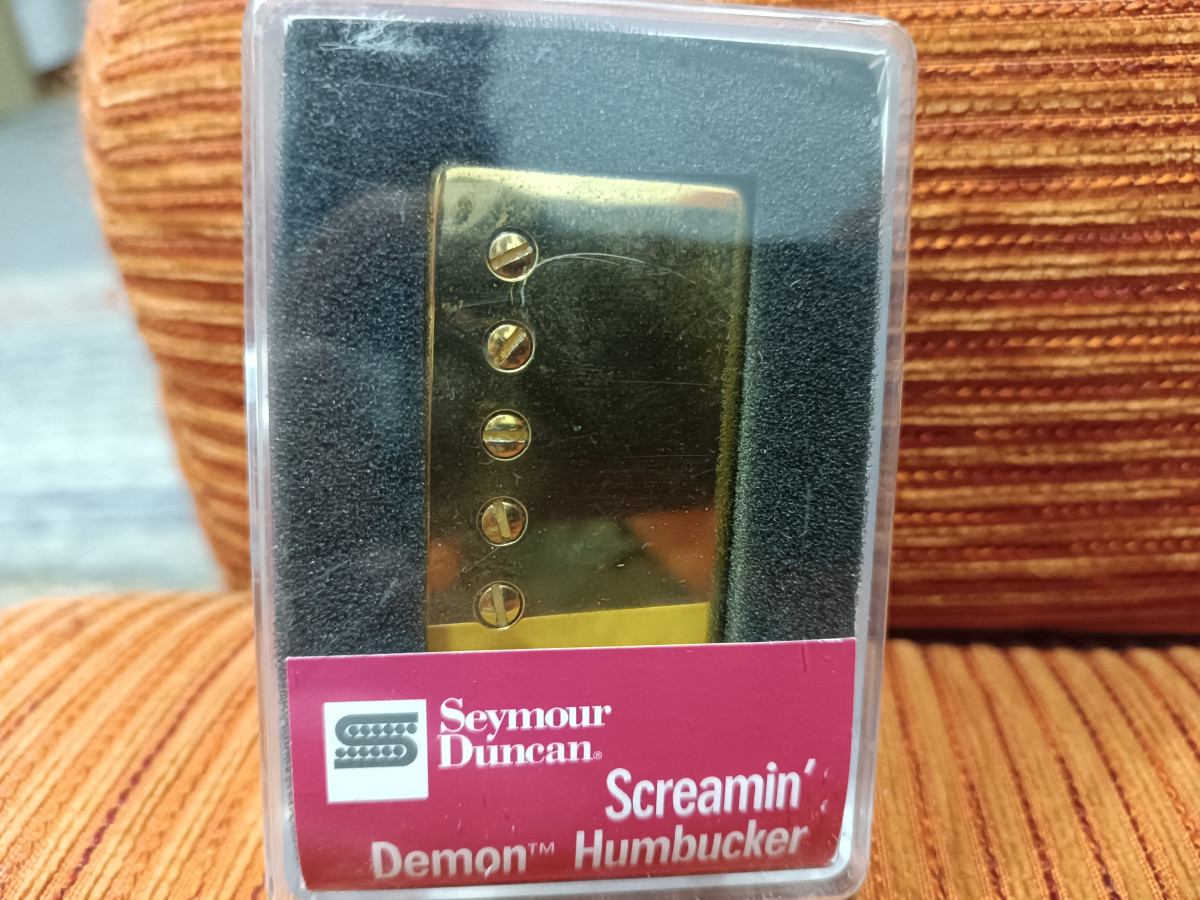 Seymour
Duncan®
Screamin'
Demon™ Humbucker